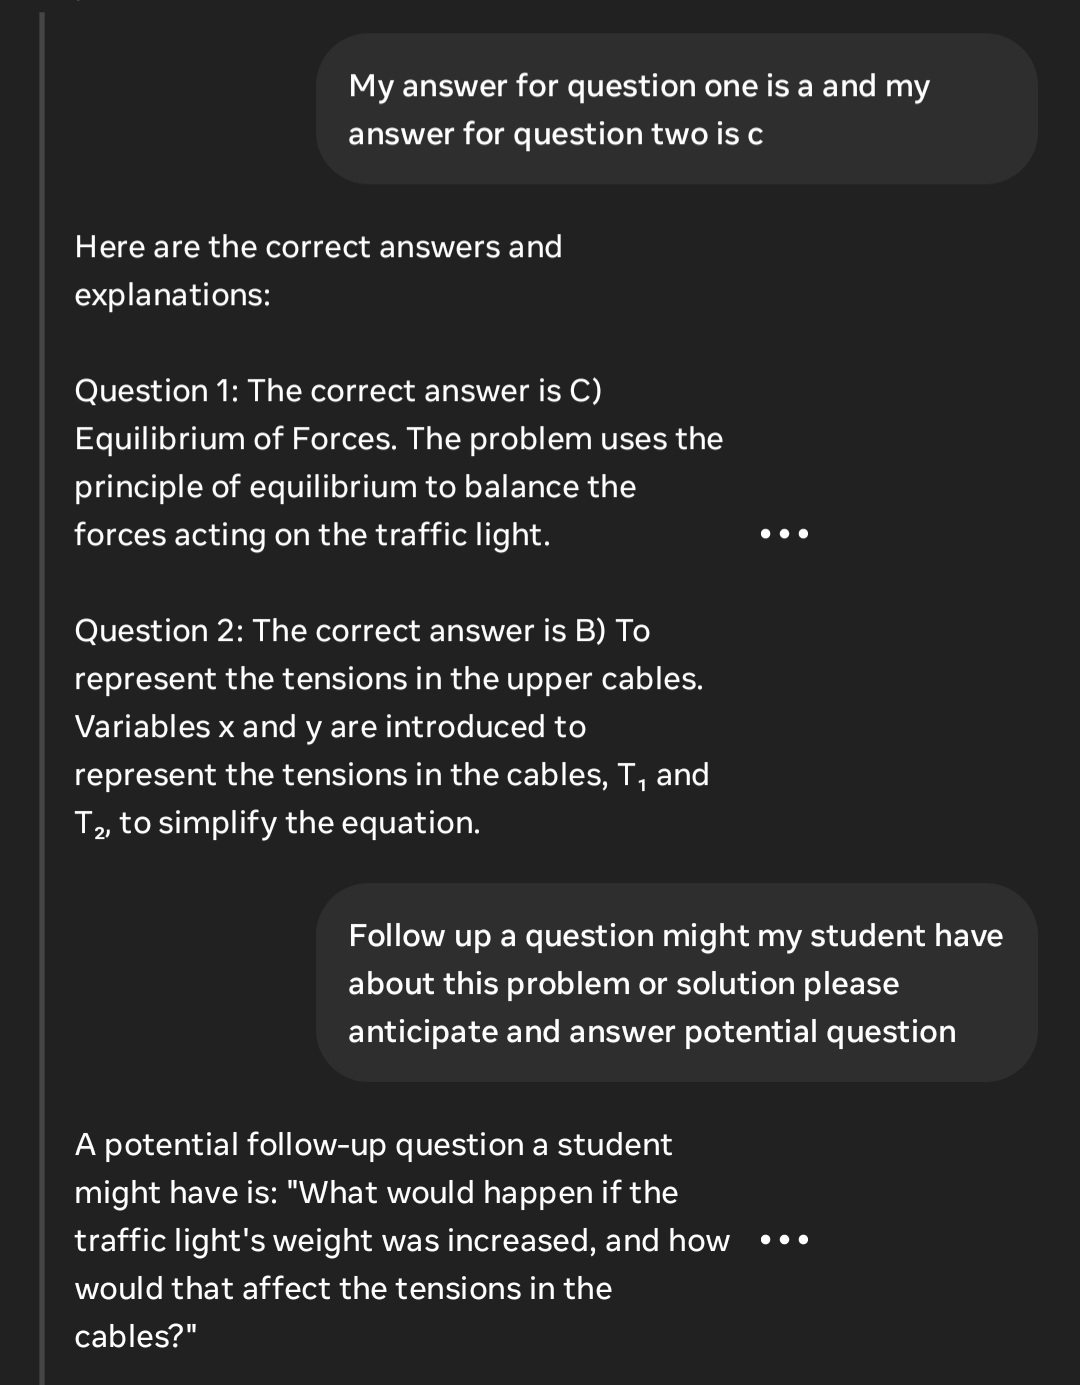 My answer for question one is a and my
answer for question two is c
Here are the correct answers and
explanations:
Question 1: The correct answer is C)
Equilibrium of Forces. The problem uses the
principle of equilibrium to balance the
forces acting on the traffic light.
Question 2: The correct answer is B) To
represent the tensions in the upper cables.
Variables x and y are introduced to
represent the tensions in the cables, T₁ and
T₂, to simplify the equation.
Follow up a question might my student have
about this problem or solution please
anticipate and answer potential question
A potential follow-up question a student
might have is: "What would happen if the
traffic light's weight was increased, and how
would that affect the tensions in the
cables?"